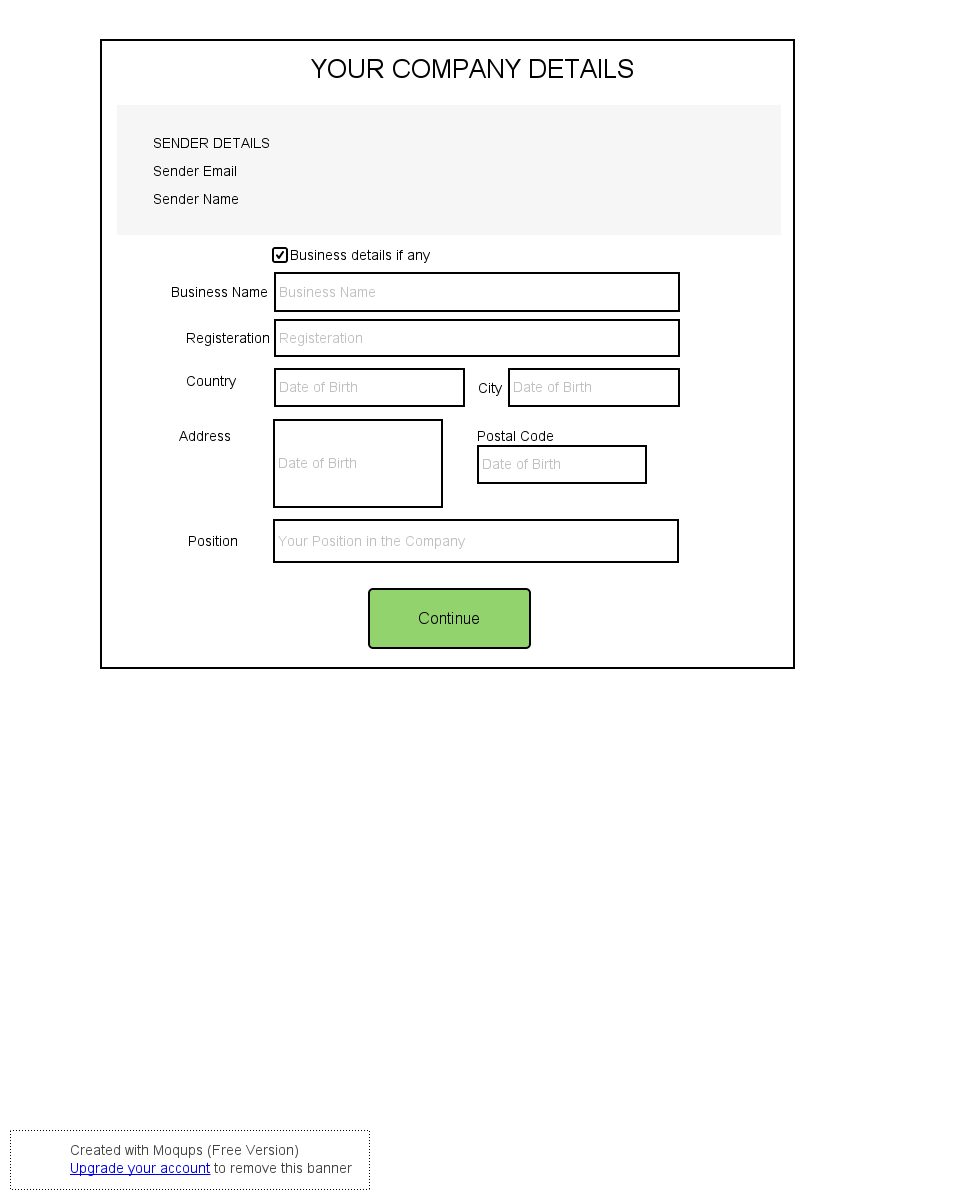 YOUR COMPANY DETAILS
SENDER DETAILS
Sender Email
Sender Name
Business details if any
Business Name Business Name
Registeration Registeration
Country Date of Birth City Date of Birth
Address Postal Code
Date of Birth Date of Birth
Position Your Position in the Company
Continue
Created with Moqups (Free Version)
Upgrade your account to remove this banner